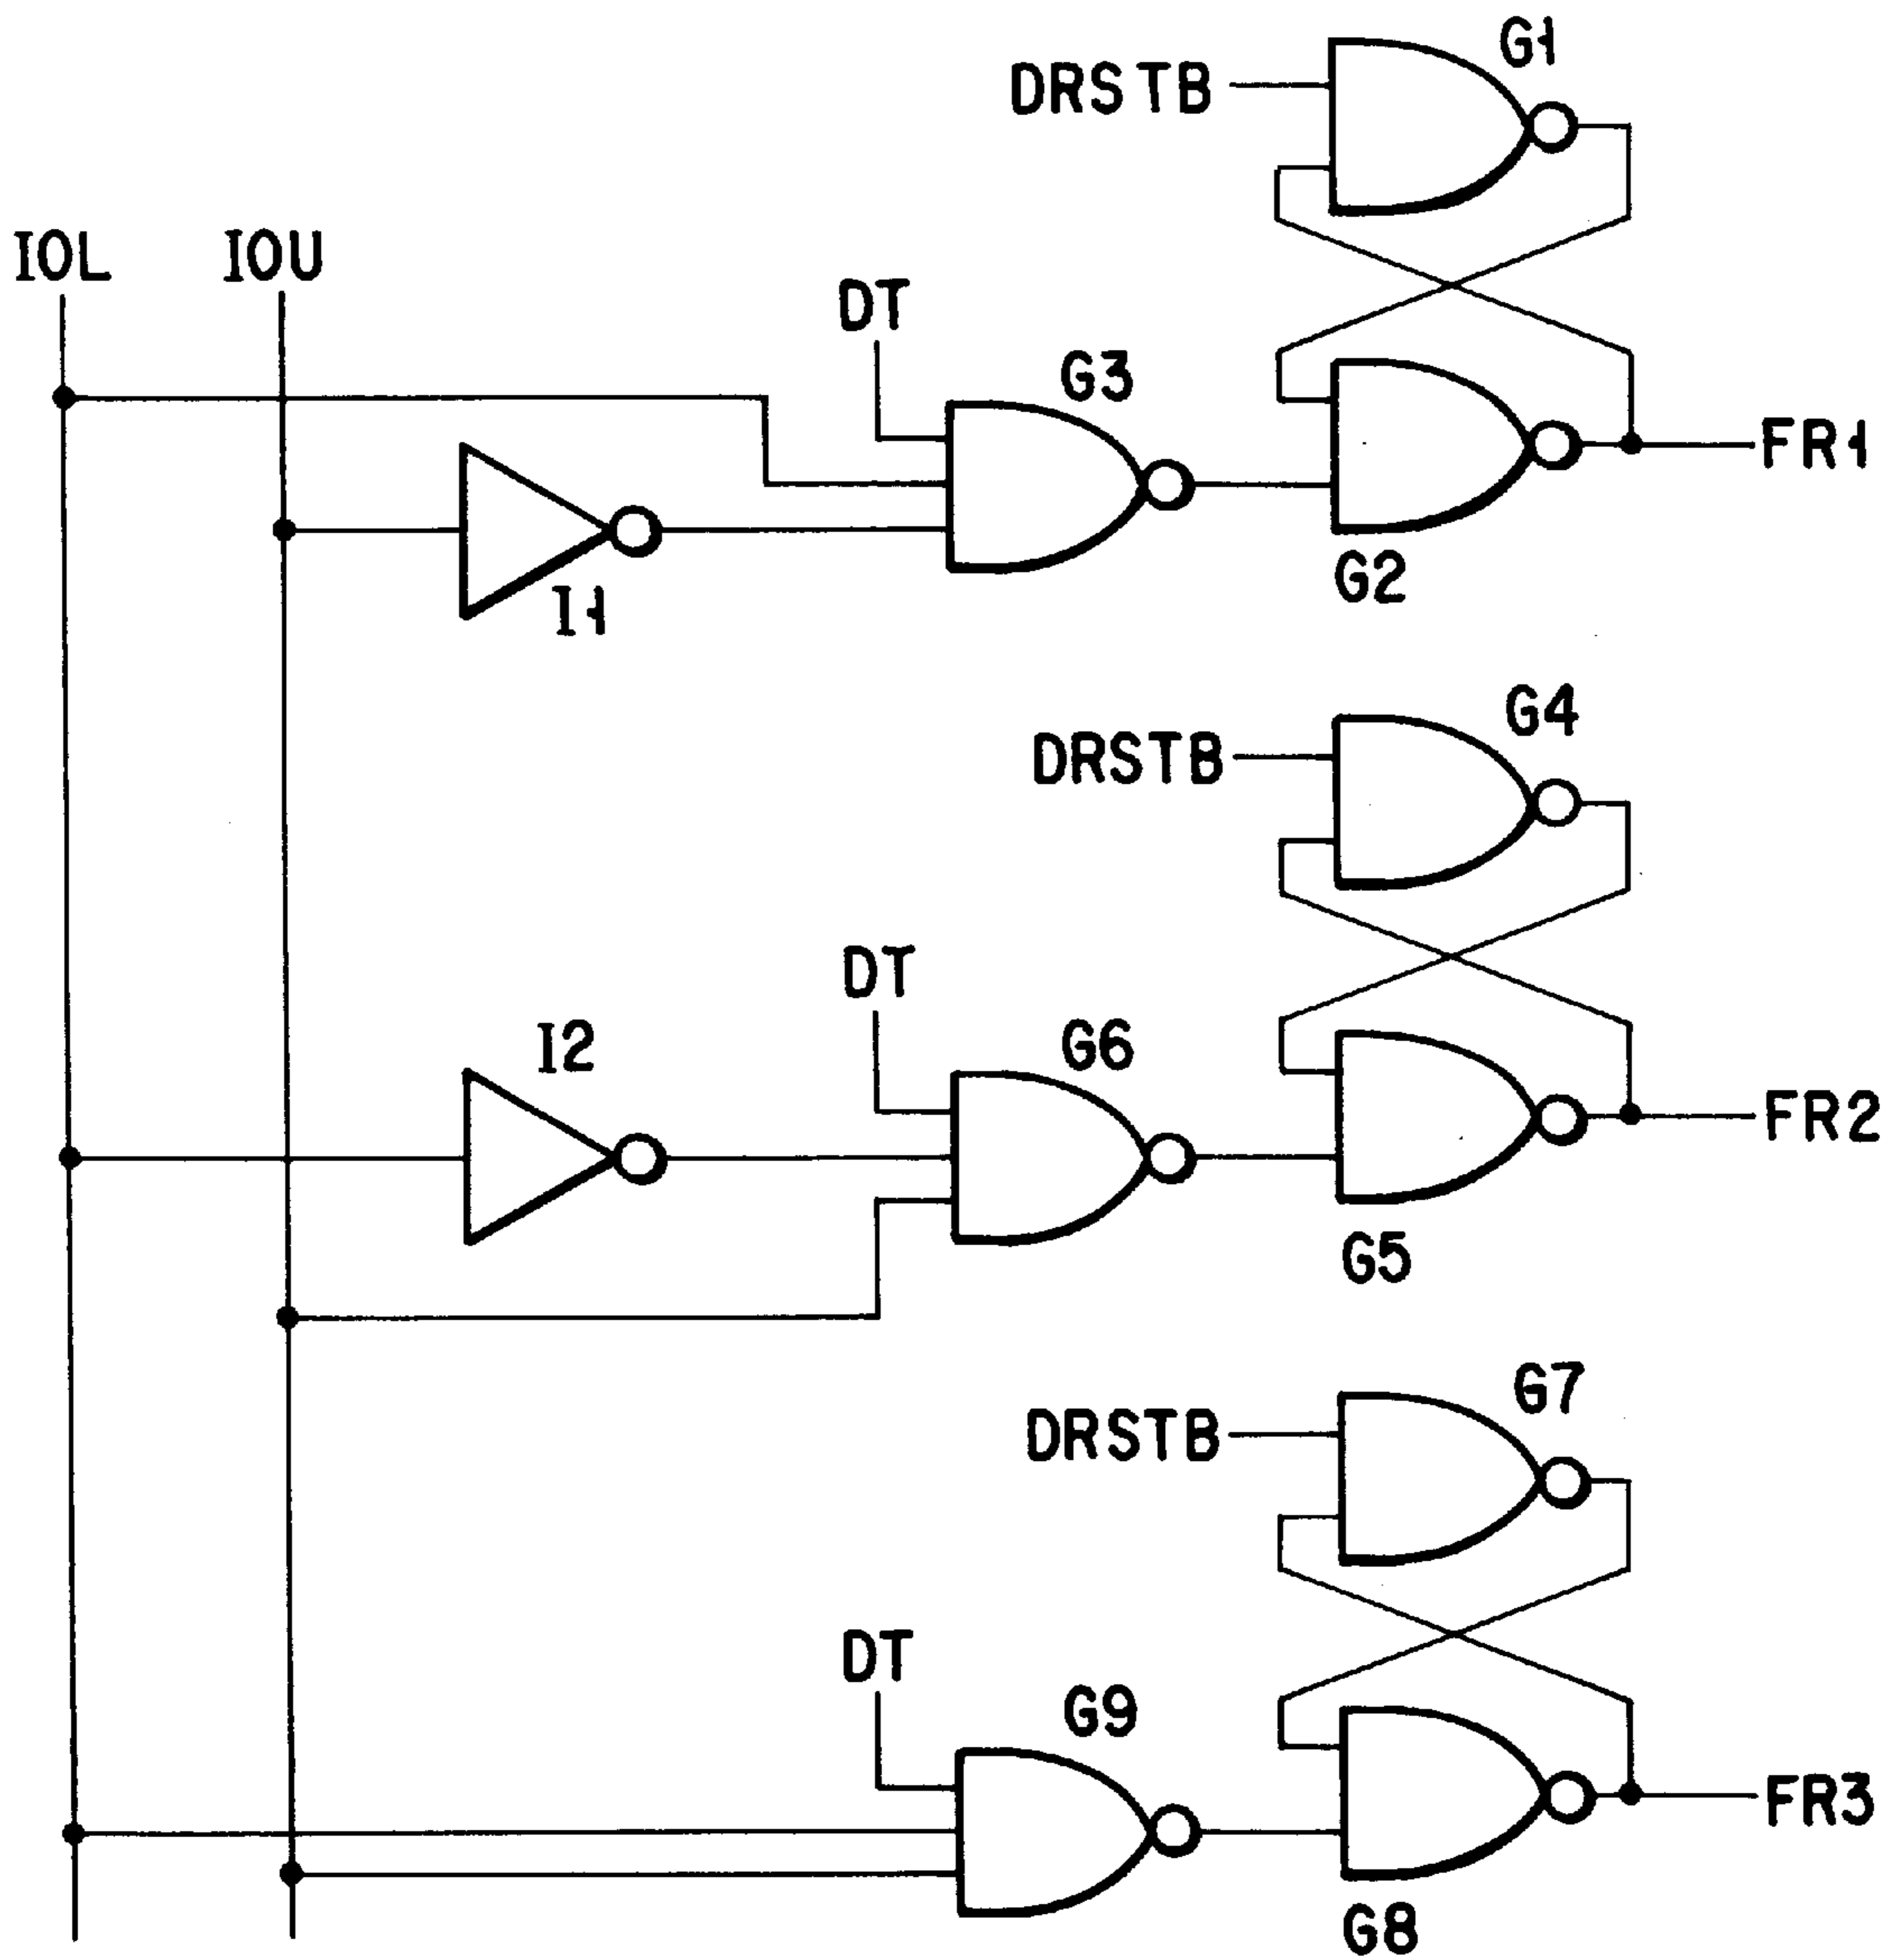 G1
DRSTB
IOL
IOU
DT
G3
FR1
G2
I1
G4
DRSTB
DT
I2
G6
FR2
G5
G7
DRSTB
DT
G9
FR3
G8